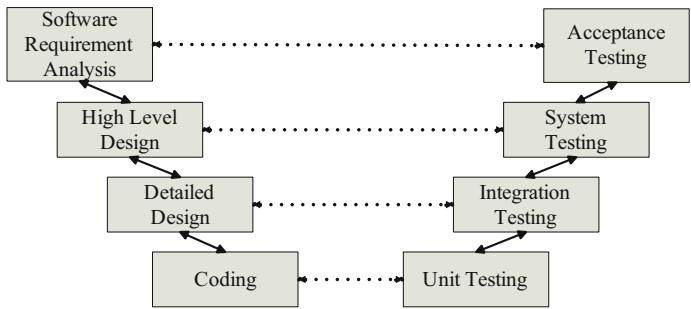 Software
Requirement
Analysis
Acceptance
Testing
High Level
Design
System
Testing
Detailed
Design
Integration
Testing
Coding
Unit Testing